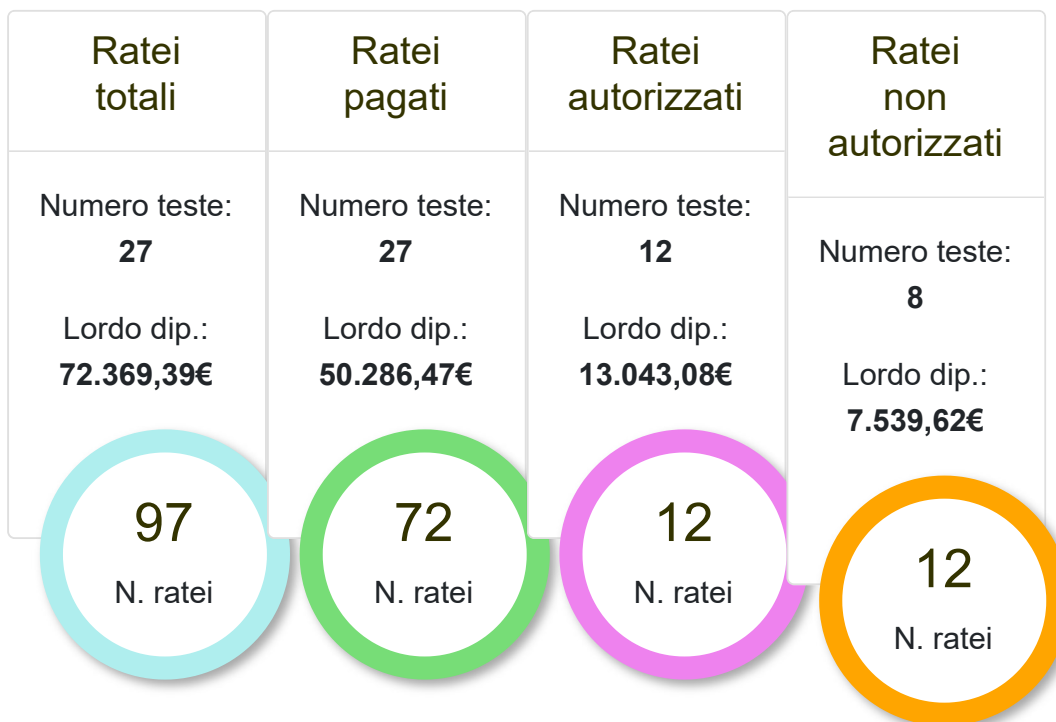 Ratei
totali
Numero teste:
27
Lordo dip.:
72.369,39€
97
N. ratei
Ratei
pagati
Numero teste:
27
Lordo dip.:
50.286,47€
72
N. ratei
Ratei
autorizzati
Numero teste:
12
Lordo dip.:
13.043,08€
12
N. ratei
Ratei
non
autorizzati
Numero teste:
8
Lordo dip.:
7.539,62€
12
N. ratei